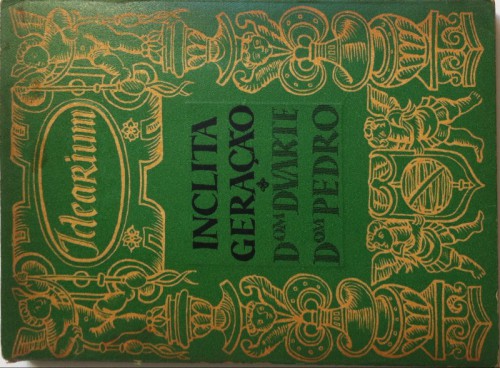 Idearium
INCLITA
GERAÇÃO
DOM DVARTE
DOM PEDRO